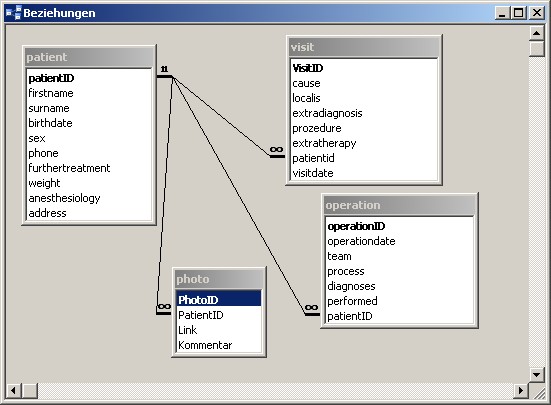 Beziehungen
patient
patientID
firstname
surname
birthdate
sex
phone
furthertreatment
weight
anesthesiology
address
visit
VisitID
cause
localis
extradiagnosis
prozedure
extratherapy
patientid
visitdate
operation
operationID
operationdate
team
process
diagnoses
performed
patientID
photo
PhotoID
PatientID
Link
Kommentar
11
∞
∞
∞